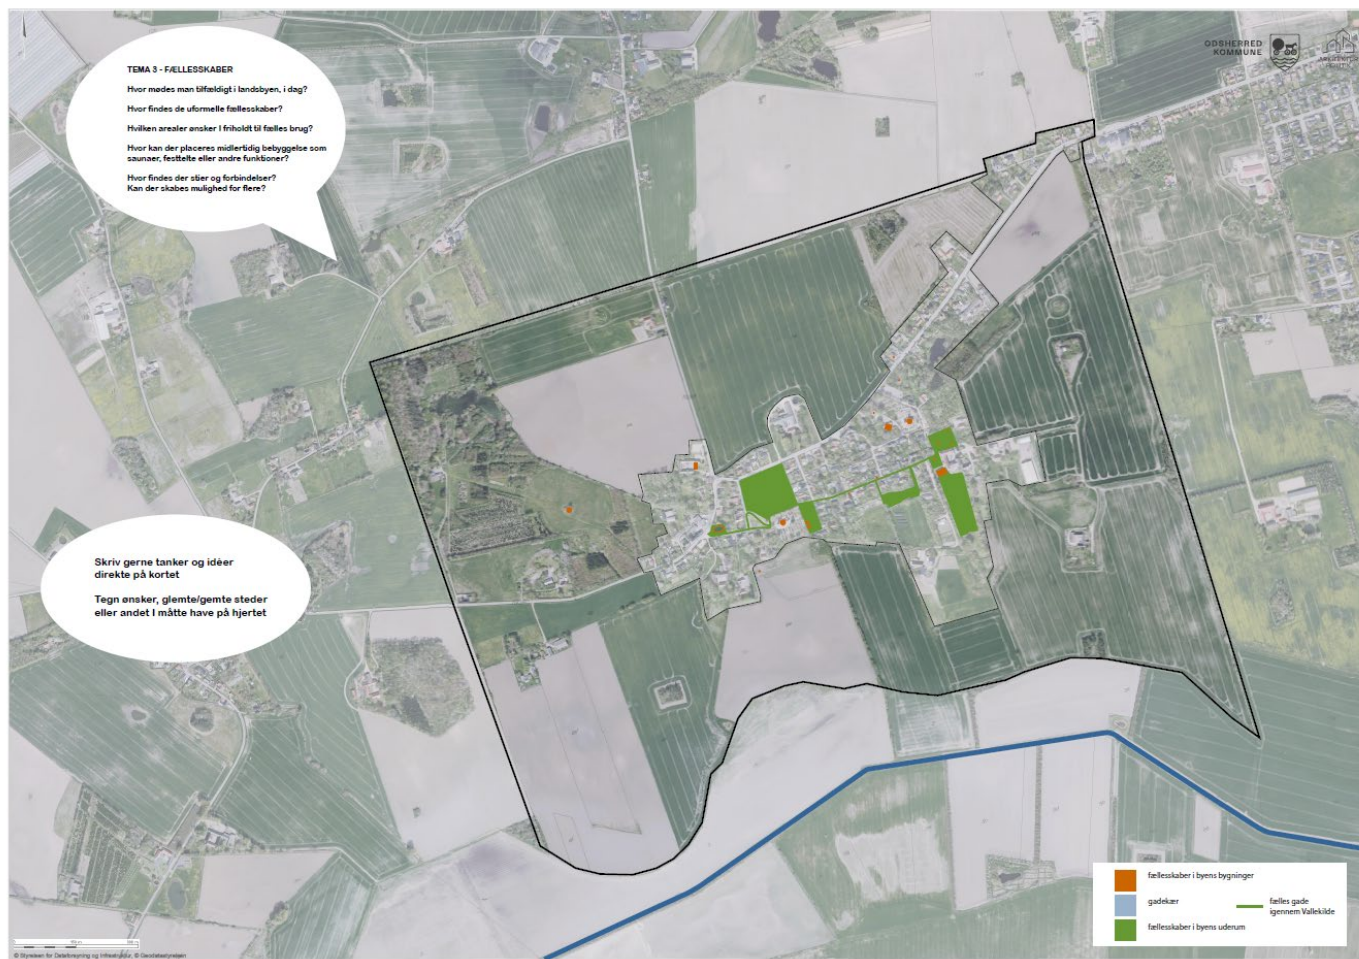 TEMA 3 - FÆLLESSKABER
Hvor mødes man tilfældigt i landsbyen, i dag?
Hvor findes de uformelle fællesskaber?
Hvilken arealer ønsker I friholdt til fælles brug?
Hvor kan der placeres midlertidig bebyggelse som
saunaer, festtelte eller andre funktioner?
Hvor findes der stier og forbindelser?
Kan der skabes mulighed for flere?
ODSHERRED
KOMMUNE
Skriv gerne tanker og idéer
direkte på kortet
Tegn ønsker, glemte/gemte steder
eller andet I måtte have på hjertet
fællesskaber i byens bygninger
gadekær
fællesskaber i byens uderum
fælles gade
igennem Vallekilde
© Styrelsen for Dataforsyning og Infrastruktur, © Geodatastyrelsen